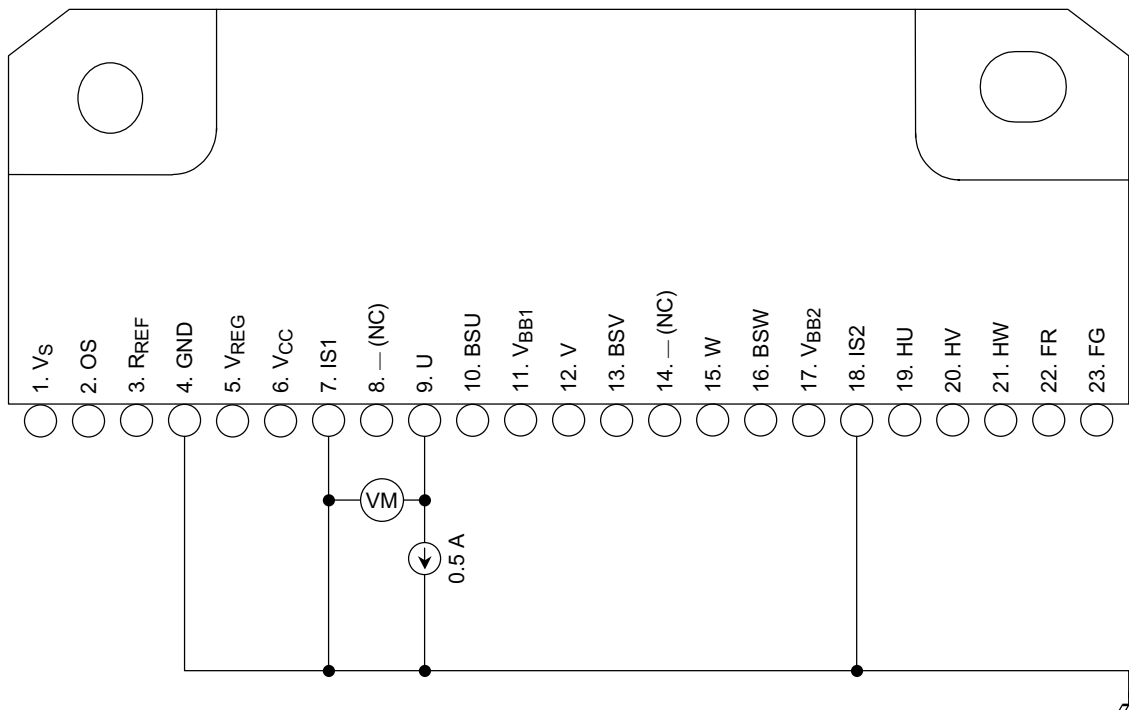 1. VS
2. OS
3. RREF
4. GND
5. VREG
6. VCC
7. IS1
8. — (NC)
9. U
10. BSU
11. VBB1
12. V
13. BSV
14. — (NC)
15. W
16. BSW
17. VBB2
18. IS2
19. HU
20. HV
21. HW
22. FR
23. FG
VM
0.5 A